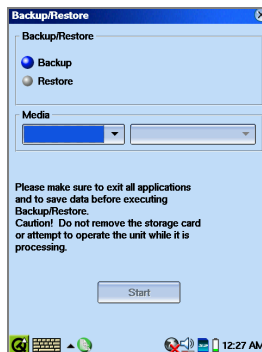 Backup/Restore
Backup/Restore
Backup
Restore
Media
Please make sure to exit all applications
and to save data before executing
Backup/Restore.
Caution! Do not remove the storage card
or attempt to operate the unit while it is
processing.
Start
12:27 AM